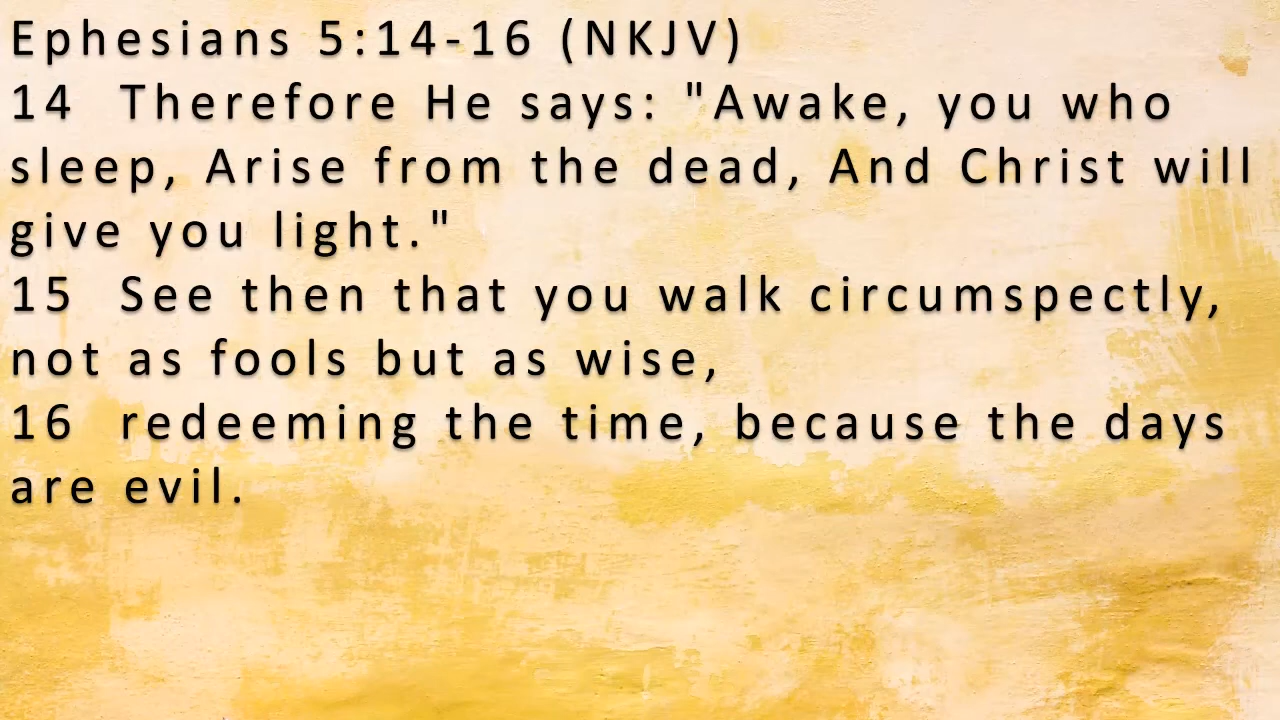 Ephesians 5:14-16 (NKJV)
14  Therefore He says: "Awake, you who
sleep, Arise from the dead, And Christ will
give you light."
15  See then that you walk circumspectly,
not as fools but as wise,
16  redeeming the time, because the days
are evil.